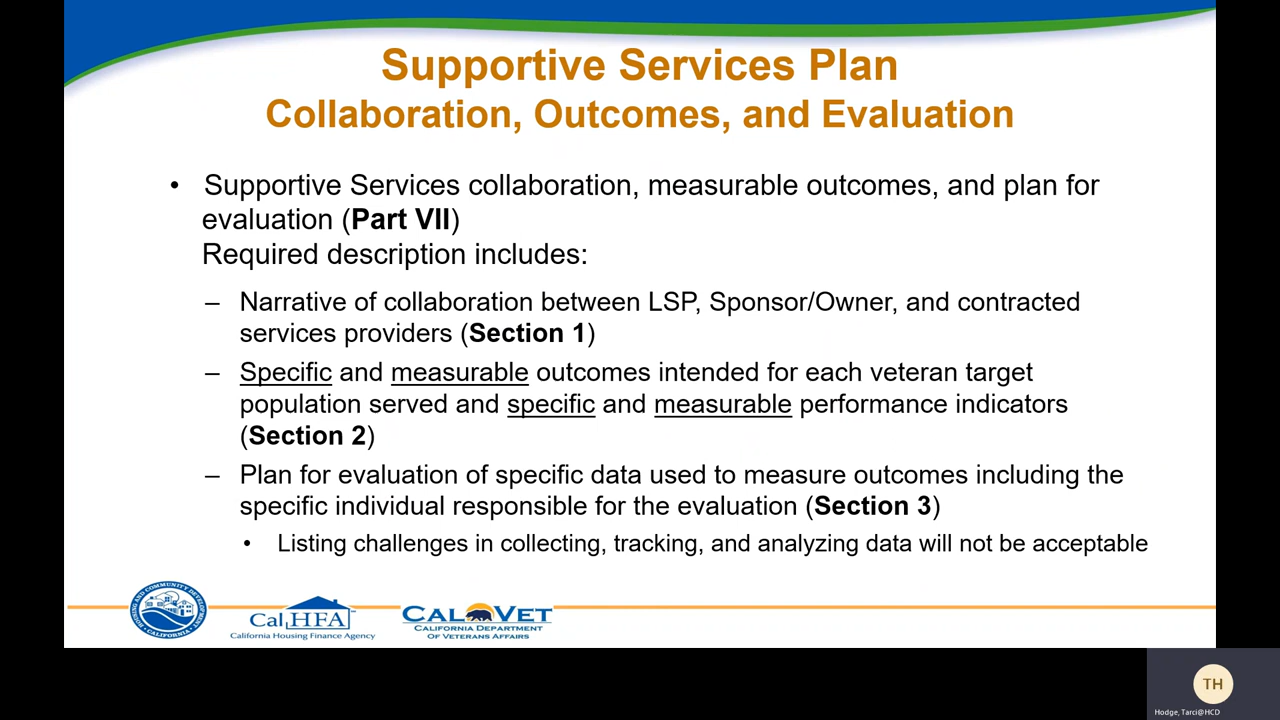 Supportive Services Plan
Collaboration, Outcomes, and Evaluation
• Supportive Services collaboration, measurable outcomes, and plan for
evaluation (Part VII)
Required description includes:
– Narrative of collaboration between LSP, Sponsor/Owner, and contracted
services providers (Section 1)
– Specific and measurable outcomes intended for each veteran target
population served and specific and measurable performance indicators
(Section 2)
– Plan for evaluation of specific data used to measure outcomes including the
specific individual responsible for the evaluation (Section 3)
• Listing challenges in collecting, tracking, and analyzing data will not be acceptable
HOUSING AND COMMUNITY DEVELOPMENT
CALIFORNIA
CalHFA
California Housing Finance Agency
CALVET
CALIFORNIA DEPARTMENT
OF VETERANS AFFAIRS
TH
Hodge, Tarci@HCD